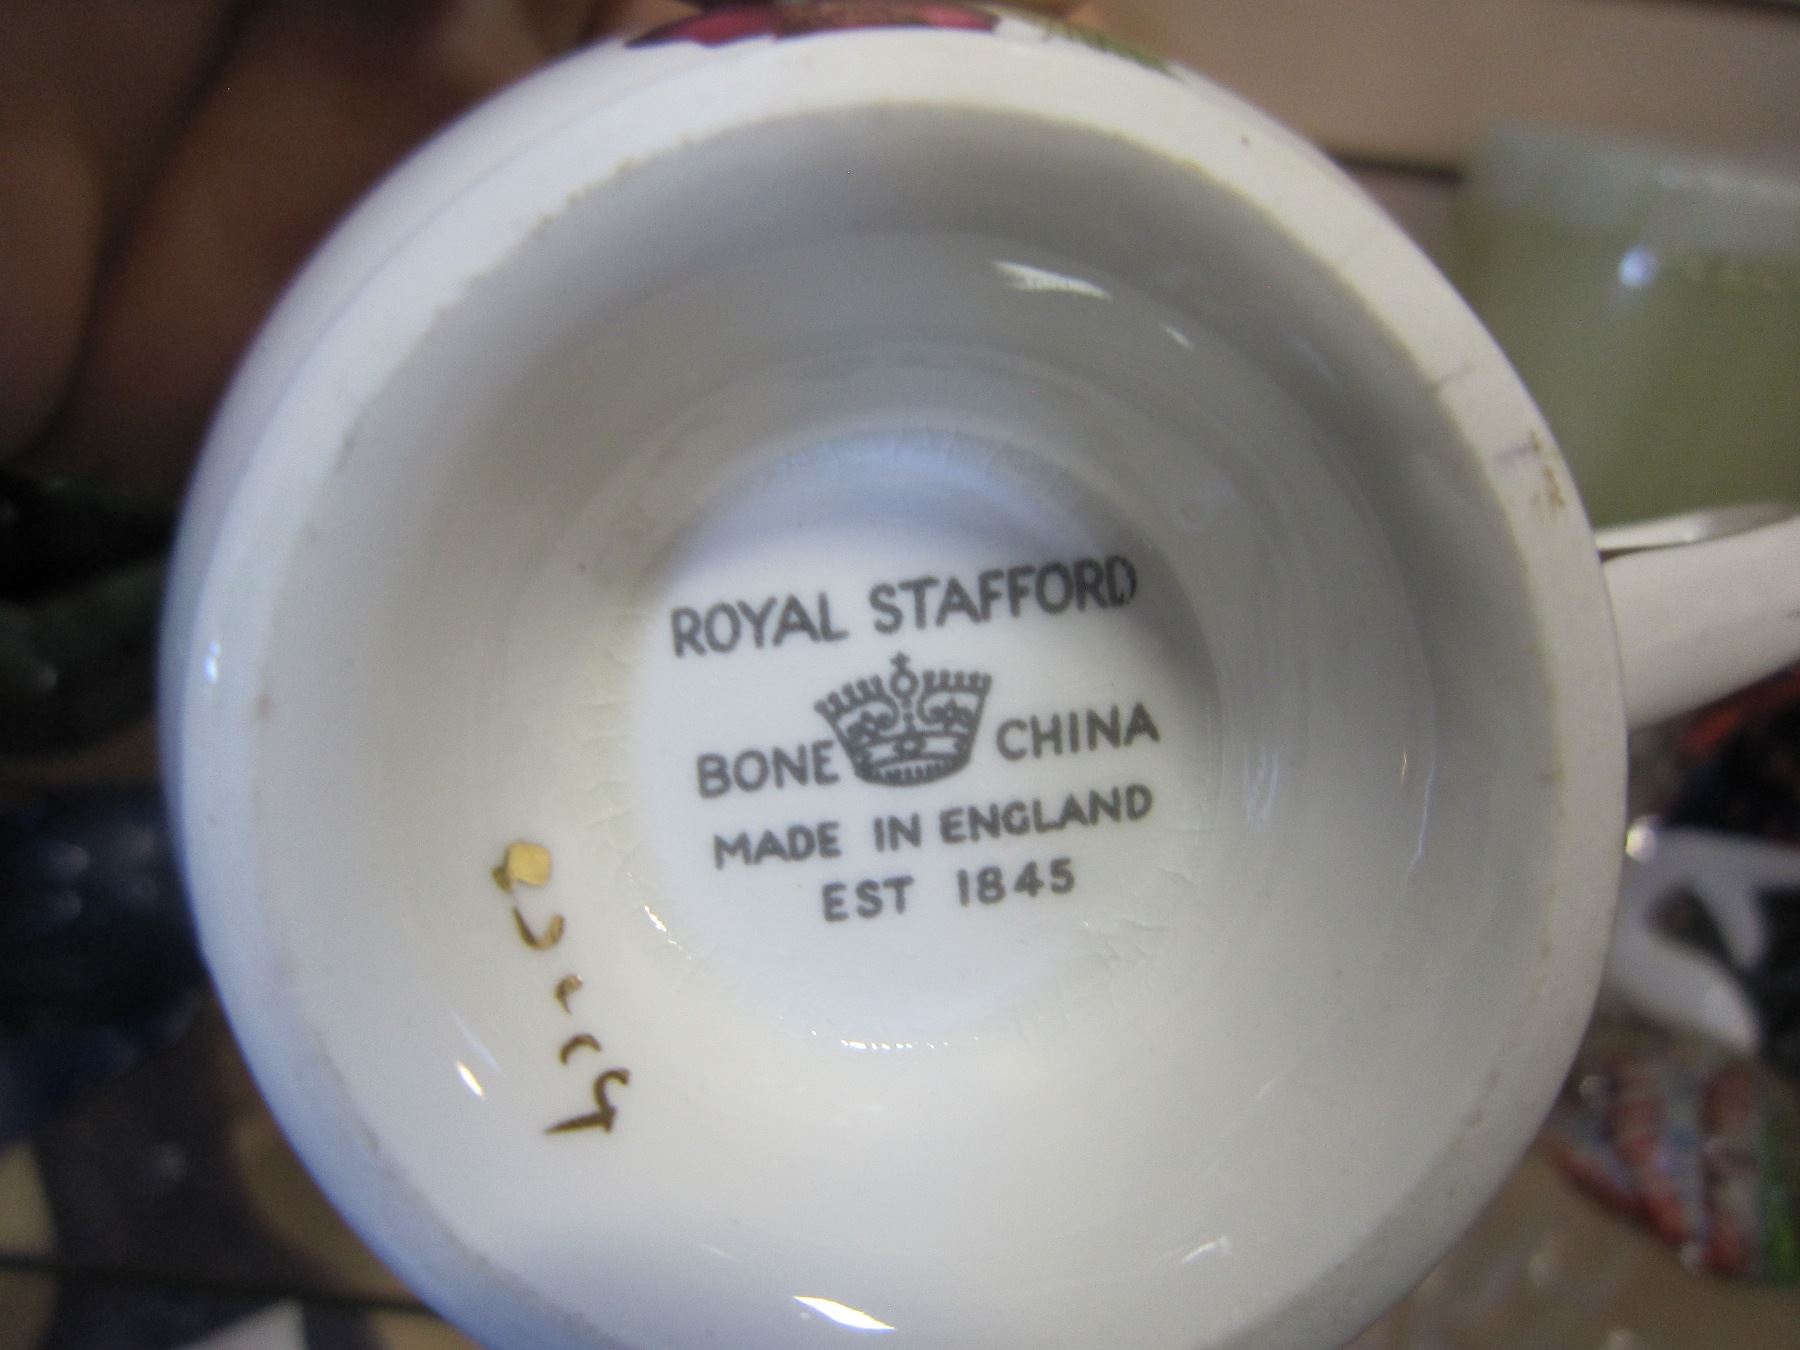 ROYAL STAFFORD
BONE CHINA
MADE IN ENGLAND
EST 1845